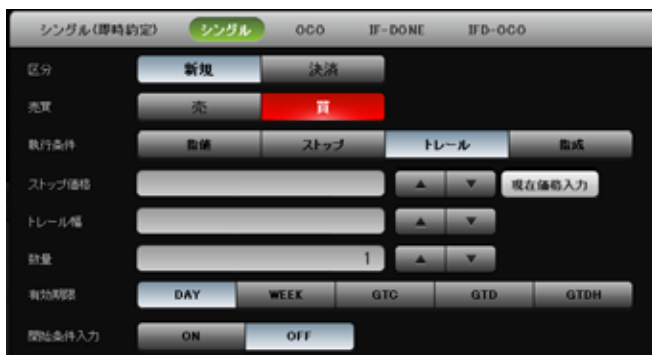 シングル(即時約定) シングル OCO IF-DONE IFD-OCO
区分 新規 決済
売買 売 買
執行条件 指値 ストップ トレール 指成
ストップ価格 ▲ ▼ 現在価格入力
トレール幅 ▲ ▼
数量 1 ▲ ▼
有効期限 DAY WEEK GTC GTD GTDH
開始条件入力 ON OFF